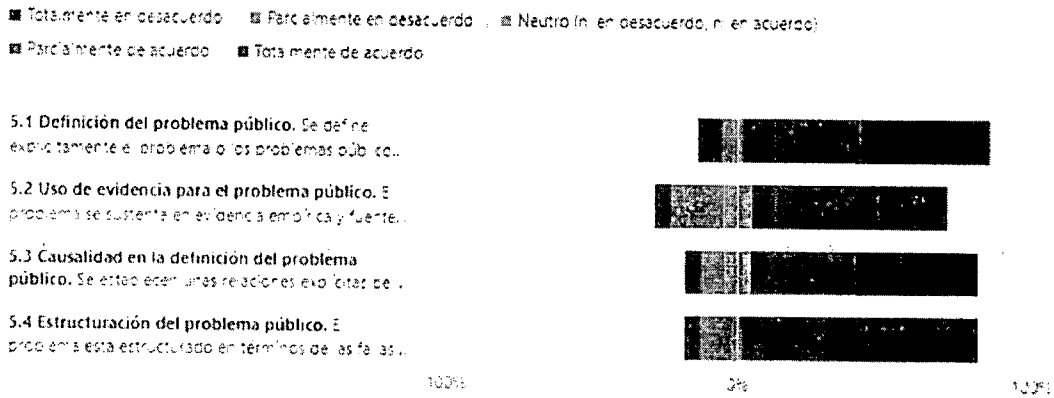 Totalmente en desacuerdo Parcialmente en desacuerdo Neutro (ni en desacuerdo, ni en acuerdo)
Parcialmente de acuerdo Totalmente de acuerdo
5.1 Definición del problema público. Se define
explícitamente el problema o los problemas público..
5.2 Uso de evidencia para el problema público. E
problema se sustenta en evidencia empírica y fuente..
5.3 Causalidad en la definición del problema
público. Se establecen unas relaciones explícitas de ..
5.4 Estructuración del problema público. E
problema está estructurado en términos de las fallas ..
100% 0% 100%